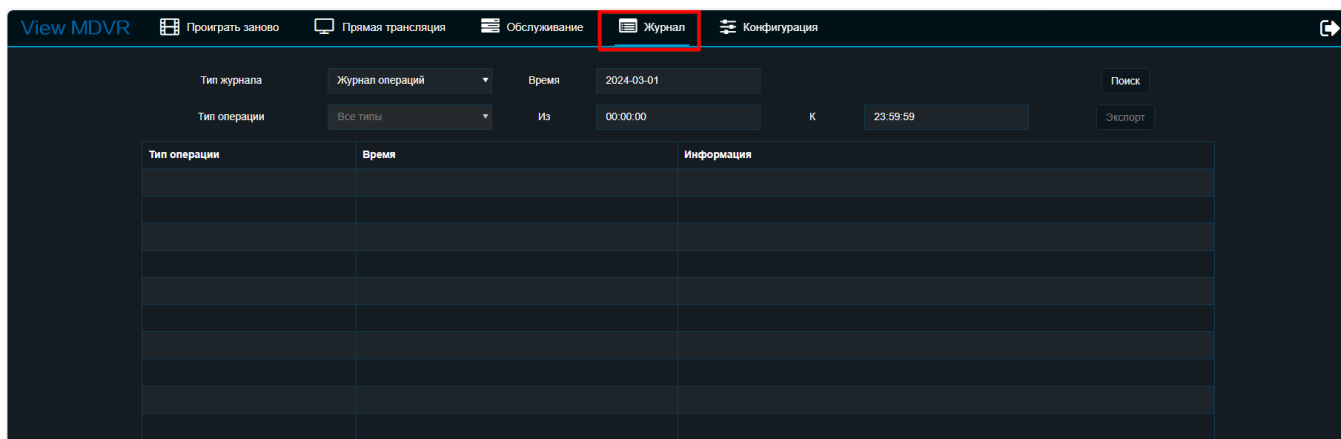 View MDVR Проиграть заново Прямая трансляция Обслуживание Журнал Конфигурация
Тип журнала Журнал операций Время 2024-03-01 Поиск
Тип операции Все типы Из 00:00:00 К 23:59:59 Экспорт
Тип операции Время Информация